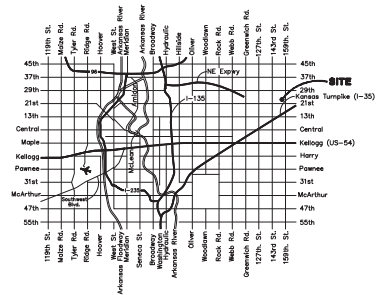 119th St.
Maize Rd.
Tyler Rd.
Ridge Rd.
Hoover
West St.
Arkansas River
Meridian
Arkansas River
Broadway
Hydraulic
Hillside
Oliver
Woodlawn
Rock Rd.
Webb Rd.
Greenwich Rd.
127th St.
143rd St.
159th St.
45th
37th
29th
21st
13th
Central
Maple
Kellogg
Pawnee
31st
McArthur
47th
55th
96
NE Expwy
I-135
Amidon
McLean
I-235
Southwest
Blvd.
45th
37th
29th
SITE
Kansas Turnpike (I-35)
21st
13th
Central
Kellogg (US-54)
Harry
Pawnee
31st
McArthur
47th
55th
119th St.
Maize Rd.
Tyler Rd.
Ridge Rd.
Hoover
West St.
Arkansas Floodway
Meridian
Seneca St.
Broadway
Washington
Hydraulic
Arkansas River
Oliver
Woodlawn
Rock Rd.
Webb Rd.
Greenwich Rd.
127th St.
143th St.
159th St.